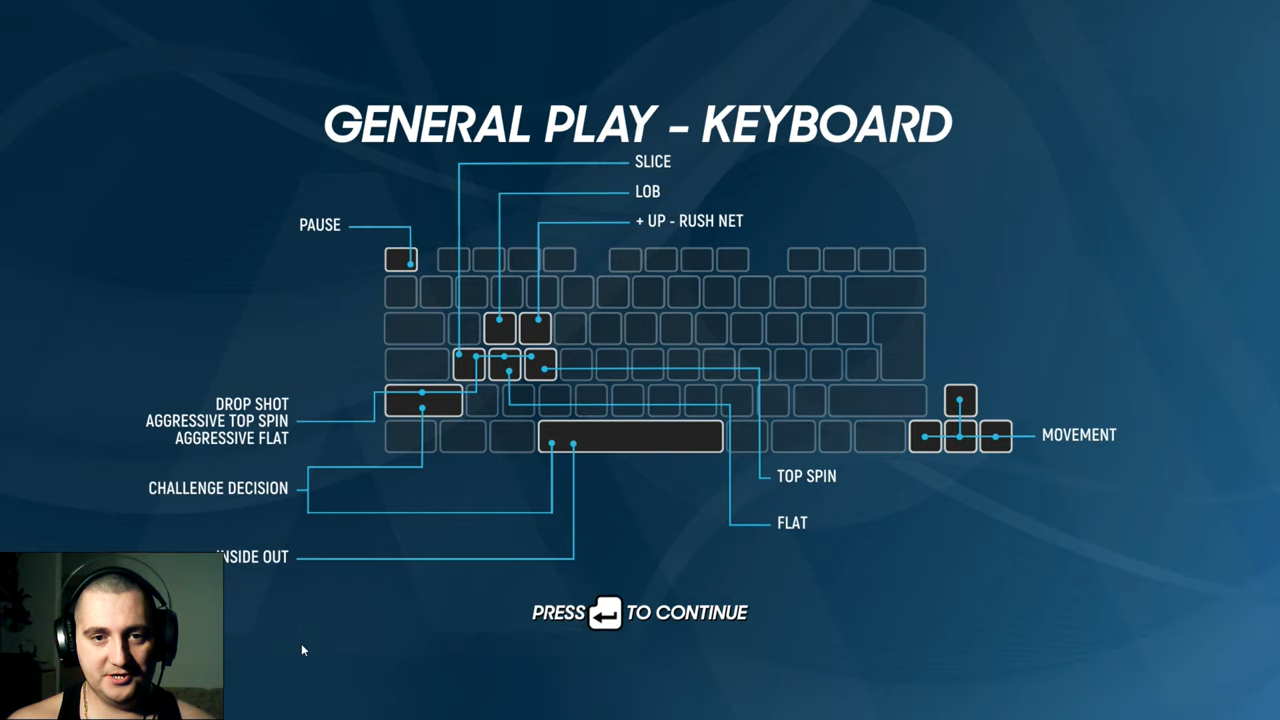 GENERAL PLAY - KEYBOARD
SLICE
LOB
+ UP - RUSH NET
PAUSE
DROP SHOT
AGGRESSIVE TOP SPIN
AGGRESSIVE FLAT
MOVEMENT
CHALLENGE DECISION
TOP SPIN
FLAT
INSIDE OUT
PRESS TO CONTINUE